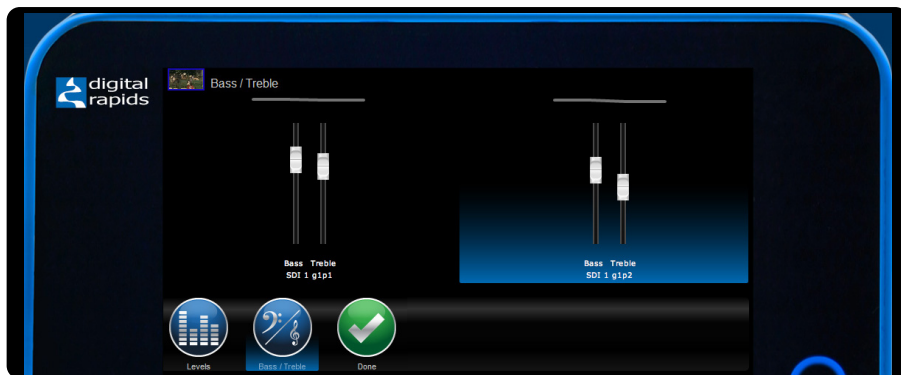 digital
rapids
Bass / Treble
Bass Treble
SDI 1 g1p1
Bass Treble
SDI 1 g1p2
Levels
Bass / Treble
Done